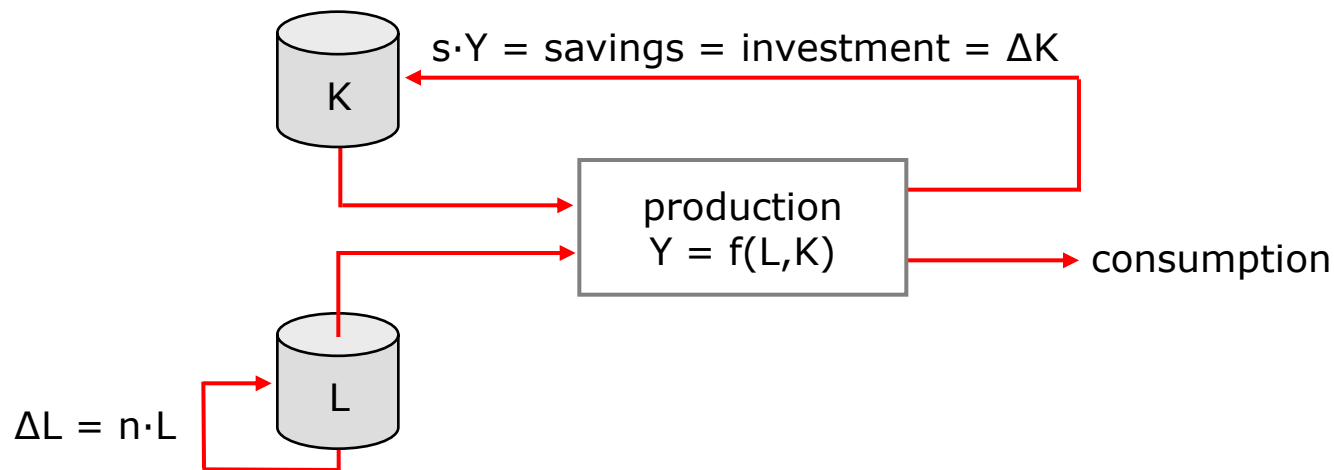 s·Y = savings = investment = ΔK
K
production
Y = f(L,K)
consumption
L
ΔL = n·L